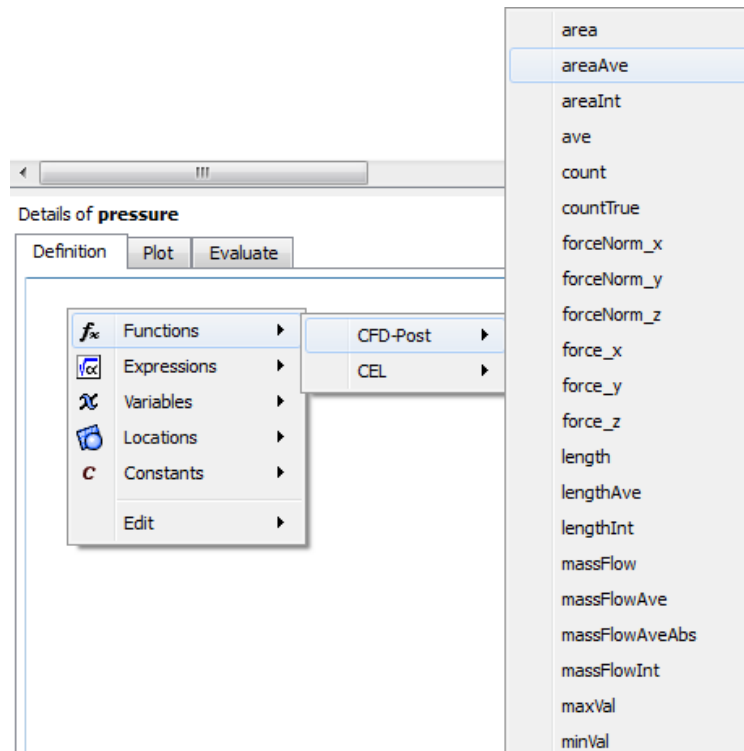 Details of pressure
Definition Plot Evaluate
Functions
Expressions
Variables
Locations
Constants
Edit
CFD-Post
CEL
area
areaAve
areaInt
ave
count
countTrue
forceNorm_x
forceNorm_y
forceNorm_z
force_x
force_y
force_z
length
lengthAve
lengthInt
massFlow
massFlowAve
massFlowAveAbs
massFlowInt
maxVal
minVal